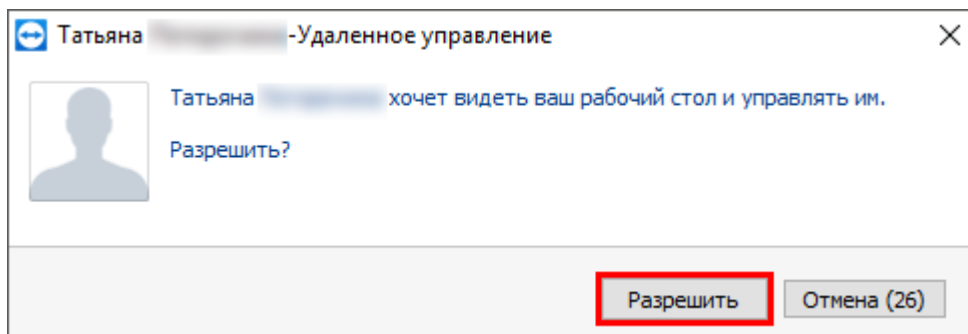 Татьяна -Удаленное управление
Татьяна хочет видеть ваш рабочий стол и управлять им.
Разрешить?
Разрешить
Отмена (26)